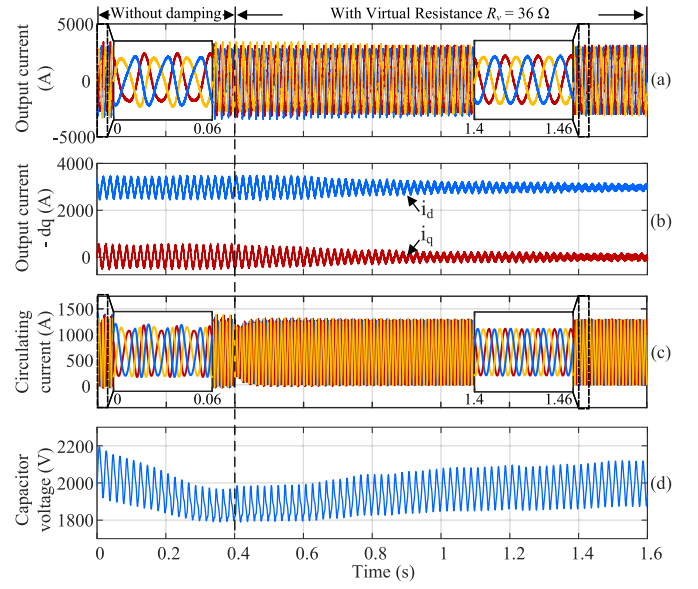 Without damping
With Virtual Resistance Rv = 36 Ω
Output current
(A)
5000
0
-5000
0
0.06
1.4
1.46
(a)
Output current
- dq (A)
4000
2000
0
id
iq
(b)
Circulating
current (A)
1500
1000
500
0
0
0.06
1.4
1.46
(c)
Capacitor
voltage (V)
2200
2000
1800
(d)
0
0.2
0.4
0.6
0.8
1
1.2
1.4
1.6
Time (s)